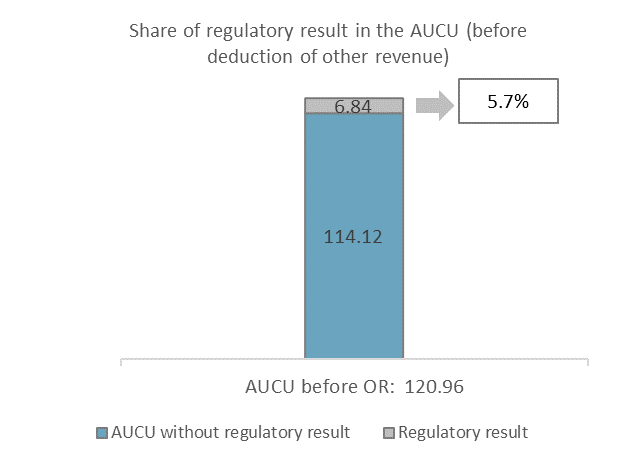 Share of regulatory result in the AUCU (before
deduction of other revenue)
6.84
5.7%
114.12
AUCU before OR:  120.96
AUCU without regulatory result
Regulatory result